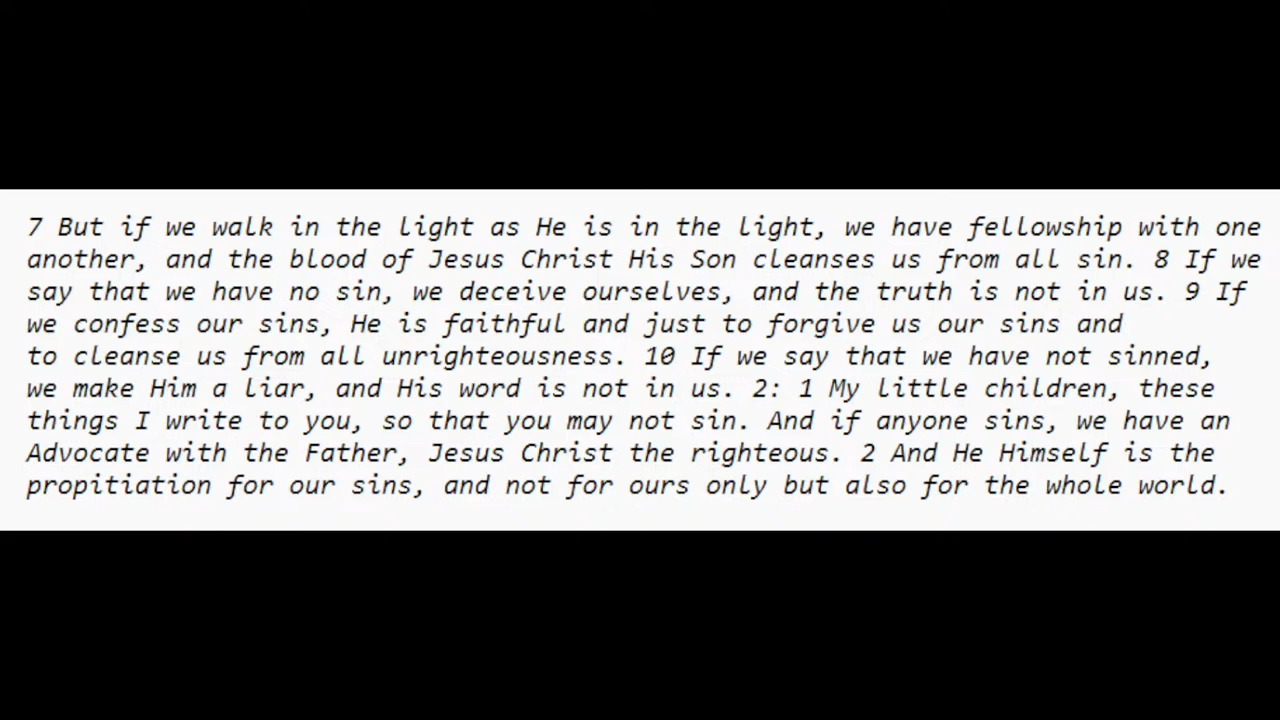 7 But if we walk in the light as He is in the light, we have fellowship with one
another, and the blood of Jesus Christ His Son cleanses us from all sin. 8 If we
say that we have no sin, we deceive ourselves, and the truth is not in us. 9 If
we confess our sins, He is faithful and just to forgive us our sins and
to cleanse us from all unrighteousness. 10 If we say that we have not sinned,
we make Him a liar, and His word is not in us. 2: 1 My little children, these
things I write to you, so that you may not sin. And if anyone sins, we have an
Advocate with the Father, Jesus Christ the righteous. 2 And He Himself is the
propitiation for our sins, and not for ours only but also for the whole world.